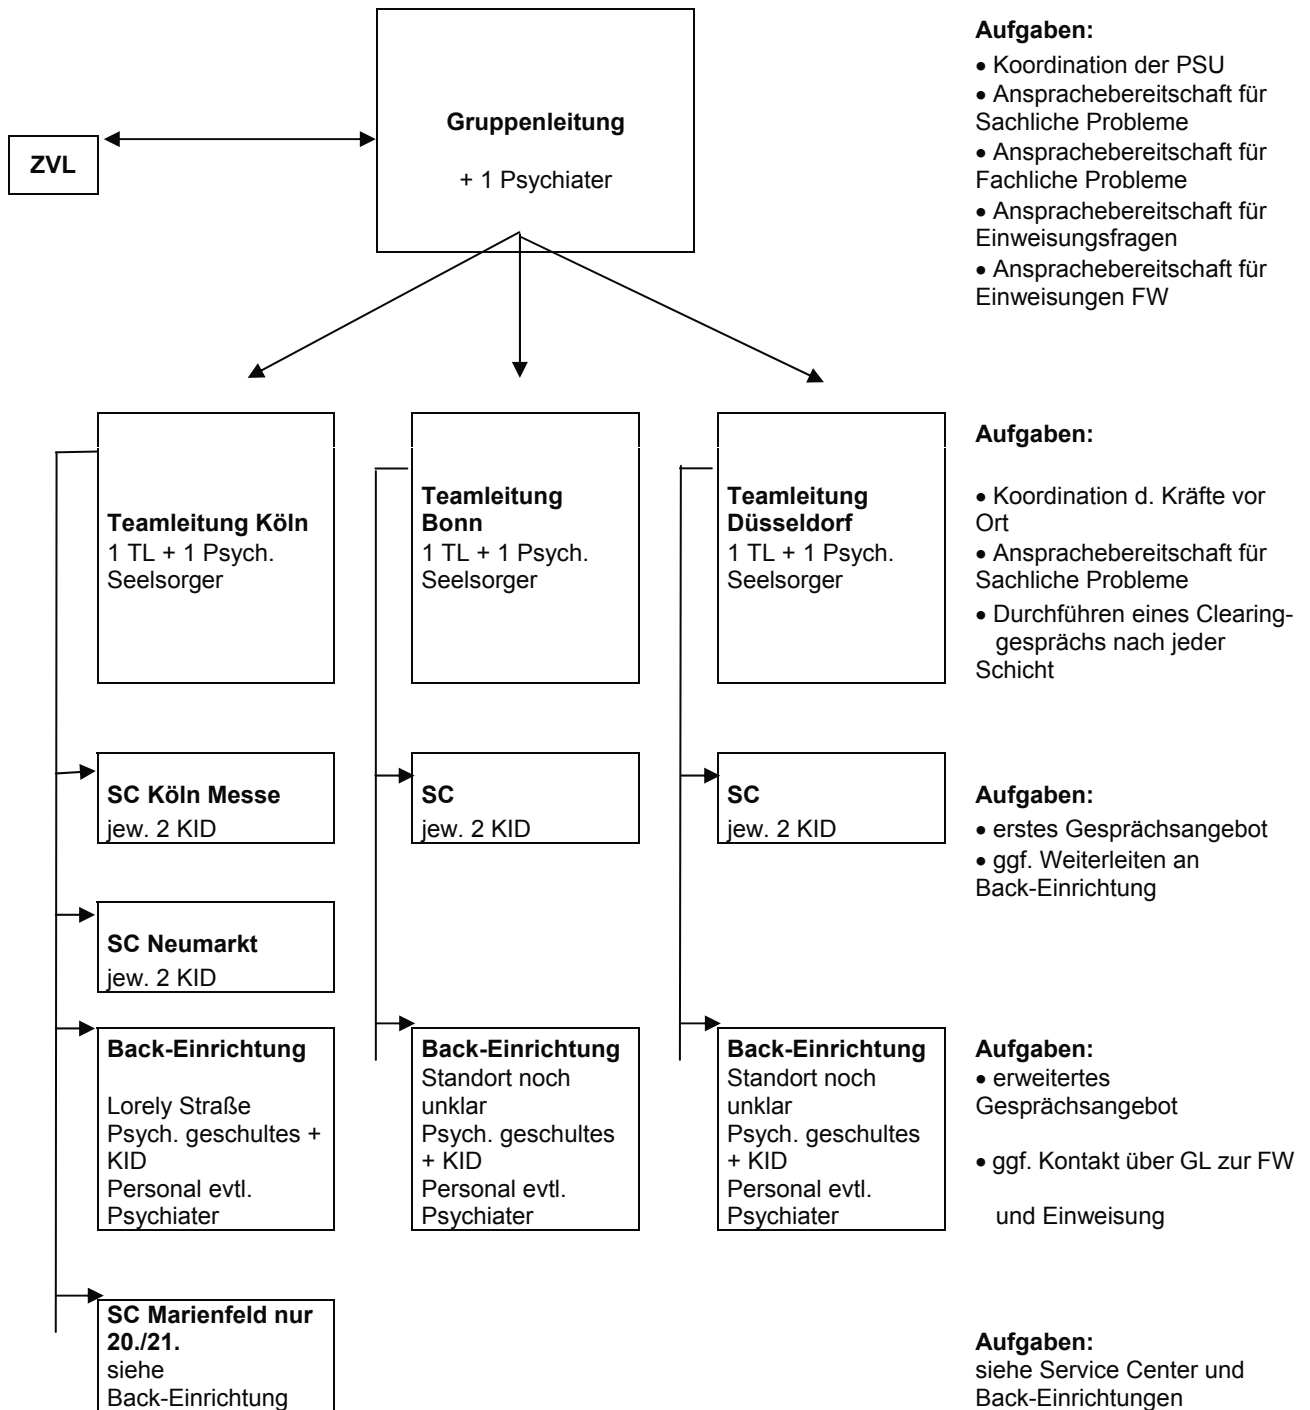 ZVL
Gruppenleitung
+ 1 Psychiater
Aufgaben:
• Koordination der PSU
• Ansprachebereitschaft für
Sachliche Probleme
• Ansprachebereitschaft für
Fachliche Probleme
• Ansprachebereitschaft für
Einweisungsfragen
• Ansprachebereitschaft für
Einweisungen FW
Teamleitung Köln
1 TL + 1 Psych.
Seelsorger
Teamleitung
Bonn
1 TL + 1 Psych.
Seelsorger
Teamleitung
Düsseldorf
1 TL + 1 Psych.
Seelsorger
Aufgaben:
• Koordination d. Kräfte vor
Ort
• Ansprachebereitschaft für
Sachliche Probleme
• Durchführen eines Clearing-
gesprächs nach jeder
Schicht
SC Köln Messe
jew. 2 KID
SC
jew. 2 KID
SC
jew. 2 KID
Aufgaben:
• erstes Gesprächsangebot
• ggf. Weiterleiten an
Back-Einrichtung
SC Neumarkt
jew. 2 KID
Back-Einrichtung
Lorely Straße
Psych. geschultes +
KID
Personal evtl.
Psychiater
Back-Einrichtung
Standort noch
unklar
Psych. geschultes
+ KID
Personal evtl.
Psychiater
Back-Einrichtung
Standort noch
unklar
Psych. geschultes
+ KID
Personal evtl.
Psychiater
Aufgaben:
• erweitertes
Gesprächsangebot
• ggf. Kontakt über GL zur FW
und Einweisung
SC Marienfeld nur
20./21.
siehe
Back-Einrichtung
Aufgaben:
siehe Service Center und
Back-Einrichtungen